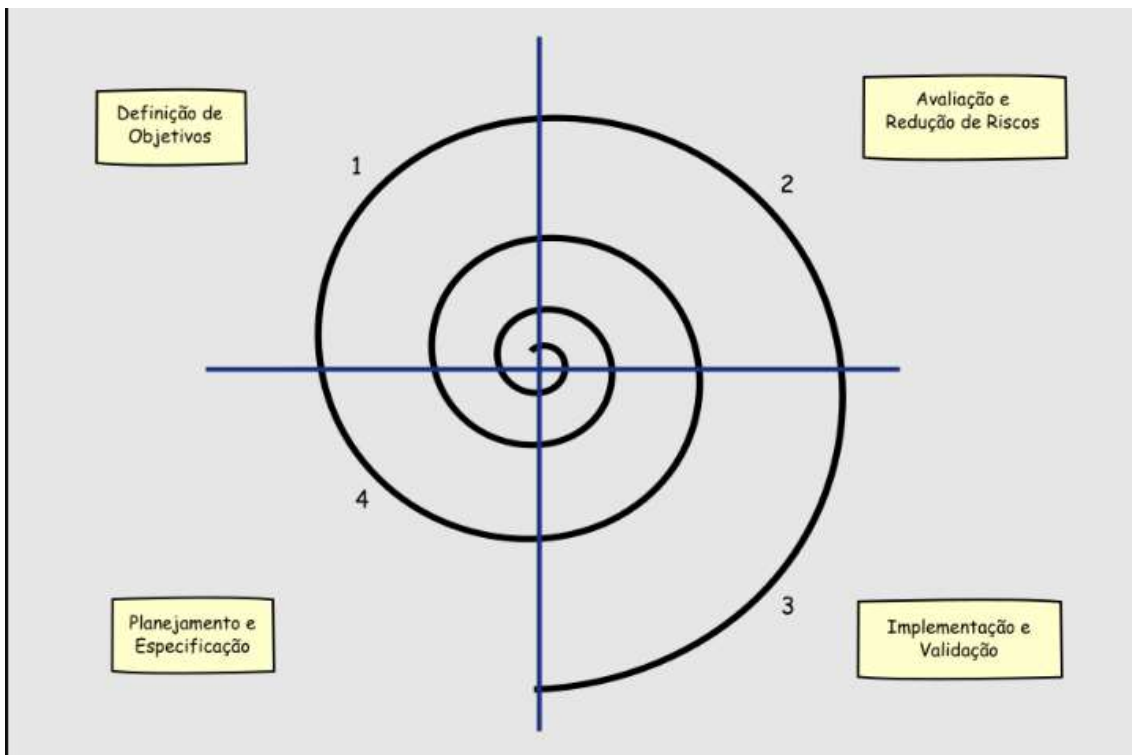 Definição de
Objetivos
Avaliação e
Redução de Riscos
1
2
4
3
Planejamento e
Especificação
Implementação e
Validação